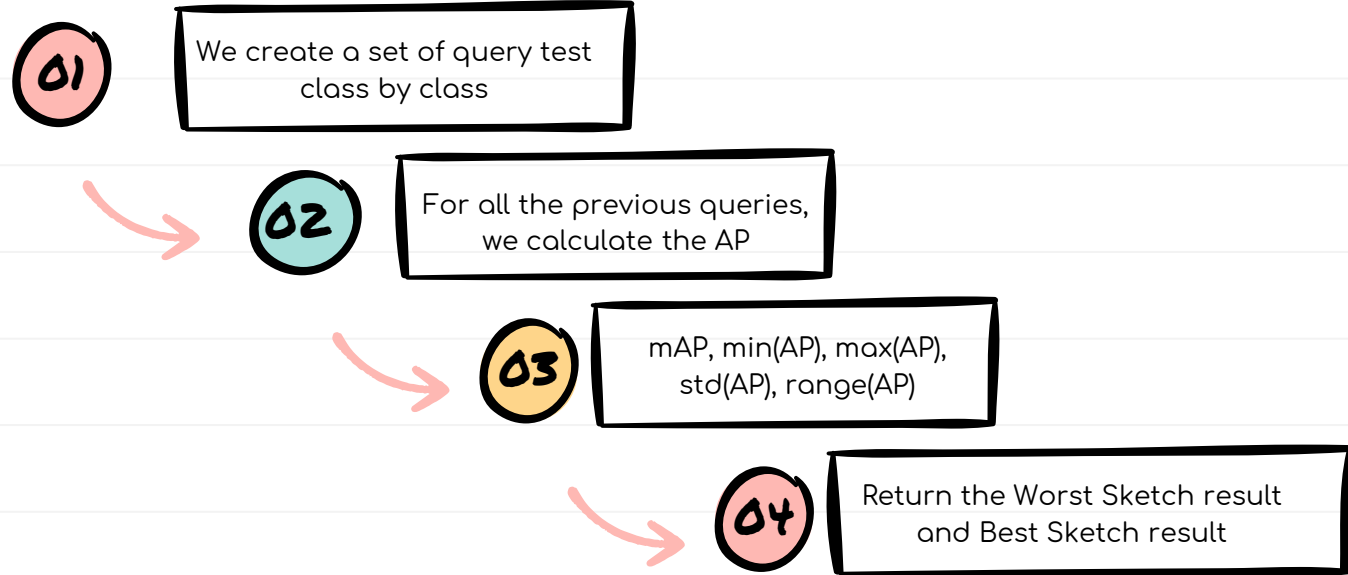 01
We create a set of query test
class by class
02
For all the previous queries,
we calculate the AP
03
mAP, min(AP), max(AP),
std(AP), range(AP)
04
Return the Worst Sketch result
and Best Sketch result